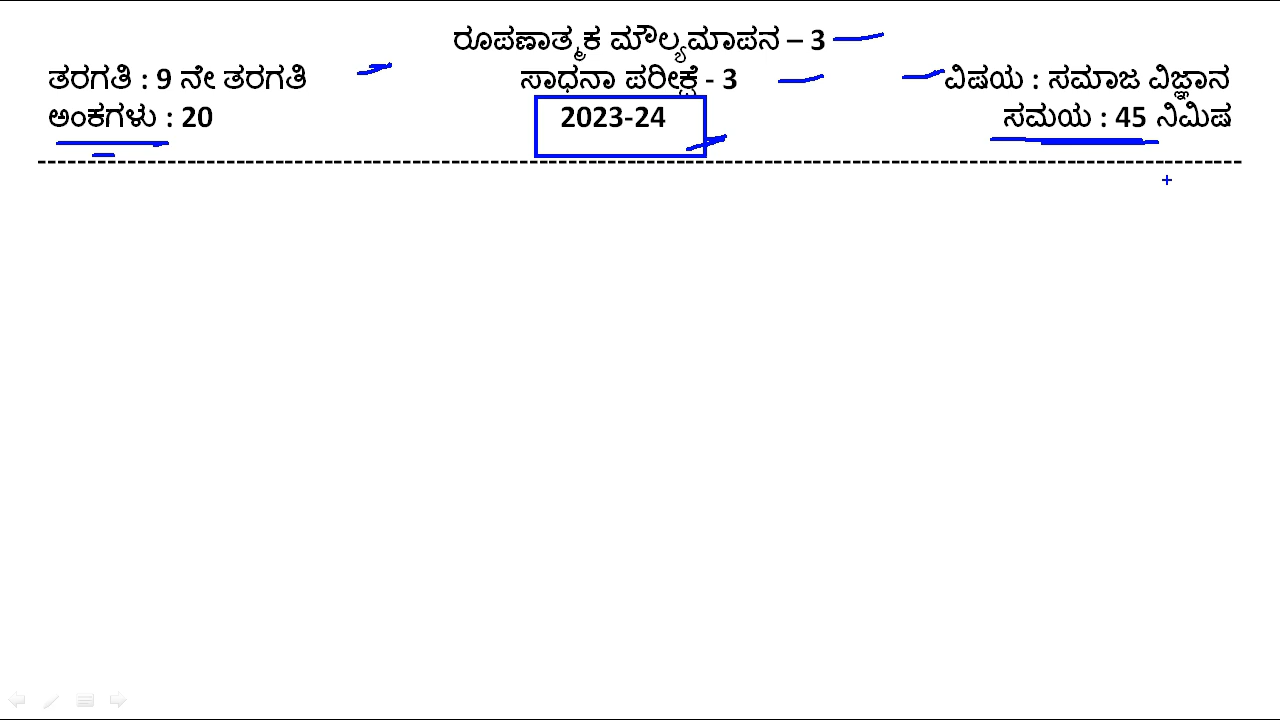 ರೂಪಣಾತ್ಮಕ ಮೌಲ್ಯಮಾಪನ – 3
ತರಗತಿ : 9 ನೇ ತರಗತಿ ಸಾಧನಾ ಪರೀಕ್ಷೆ - 3 ವಿಷಯ : ಸಮಾಜ ವಿಜ್ಞಾನ
ಅಂಕಗಳು : 20 2023-24 ಸಮಯ : 45 ನಿಮಿಷ